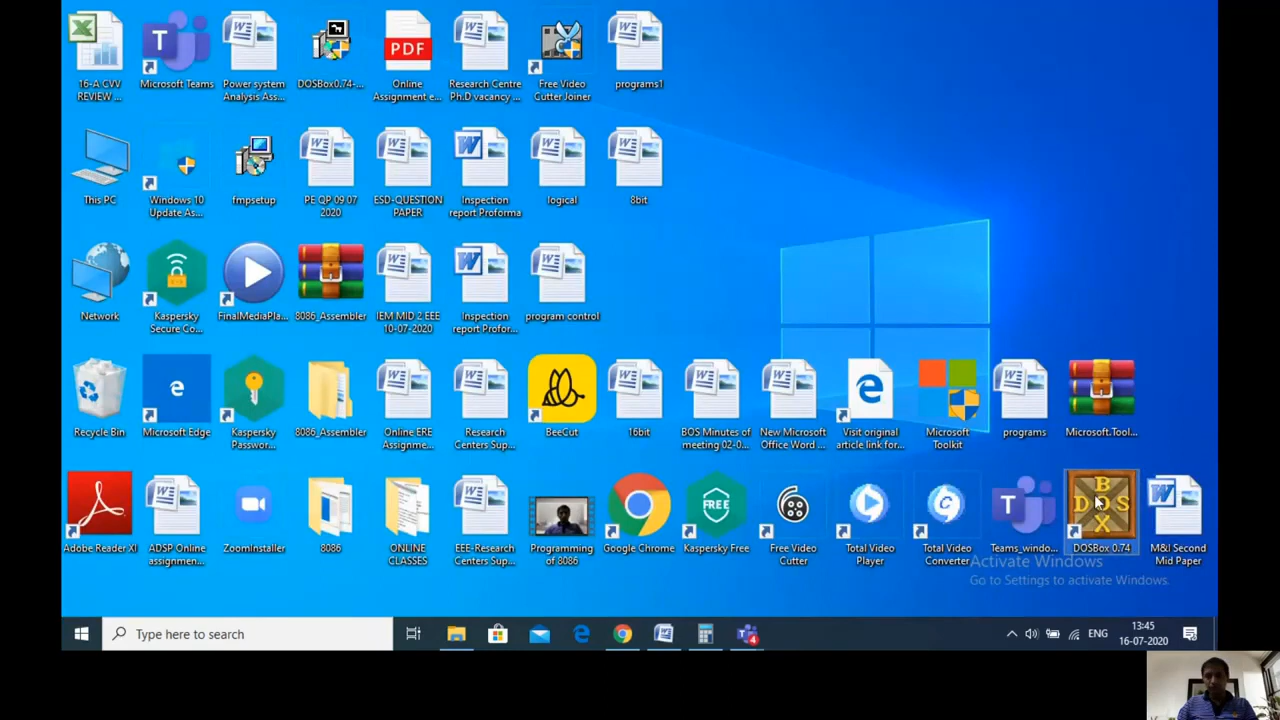 16-A CVV REVIEW ...
Microsoft Teams
Power system Analysis Ass...
DOSBox0.74-...
PDF
Online Assignment e...
Research Centre Ph.D vacancy ...
Free Video Cutter Joiner
programs1
This PC
Windows 10 Update As...
fmpsetup
PE QP 09 07 2020
ESD-QUESTION PAPER
Inspection report Proforma
logical
8bit
Network
Kaspersky Secure Co...
FinalMediaPla...
8086_Assembler
IEM MID 2 EEE 10-07-2020
Inspection report Profor...
program control
Recycle Bin
Microsoft Edge
Kaspersky Passwor...
8086_Assembler
Online ERE Assignme...
Research Centers Sup...
BeeCut
16bit
BOS Minutes of meeting 02-0...
New Microsoft Office Word ...
Visit original article link for...
Microsoft Toolkit
programs
Microsoft.Tool...
Adobe Reader XI
ADSP Online assignmen...
ZoomInstaller
8086
ONLINE CLASSES
EEE-Research Centers Sup...
Programming of 8086
Google Chrome
FREE
Kaspersky Free
Free Video Cutter
Total Video Player
Total Video Converter
Teams_windo...
DOS
BOX
DOSBox 0.74
M&I Second Mid Paper
Activate Windows
Go to Settings to activate Windows.
Type here to search
4
ENG
13:45
16-07-2020